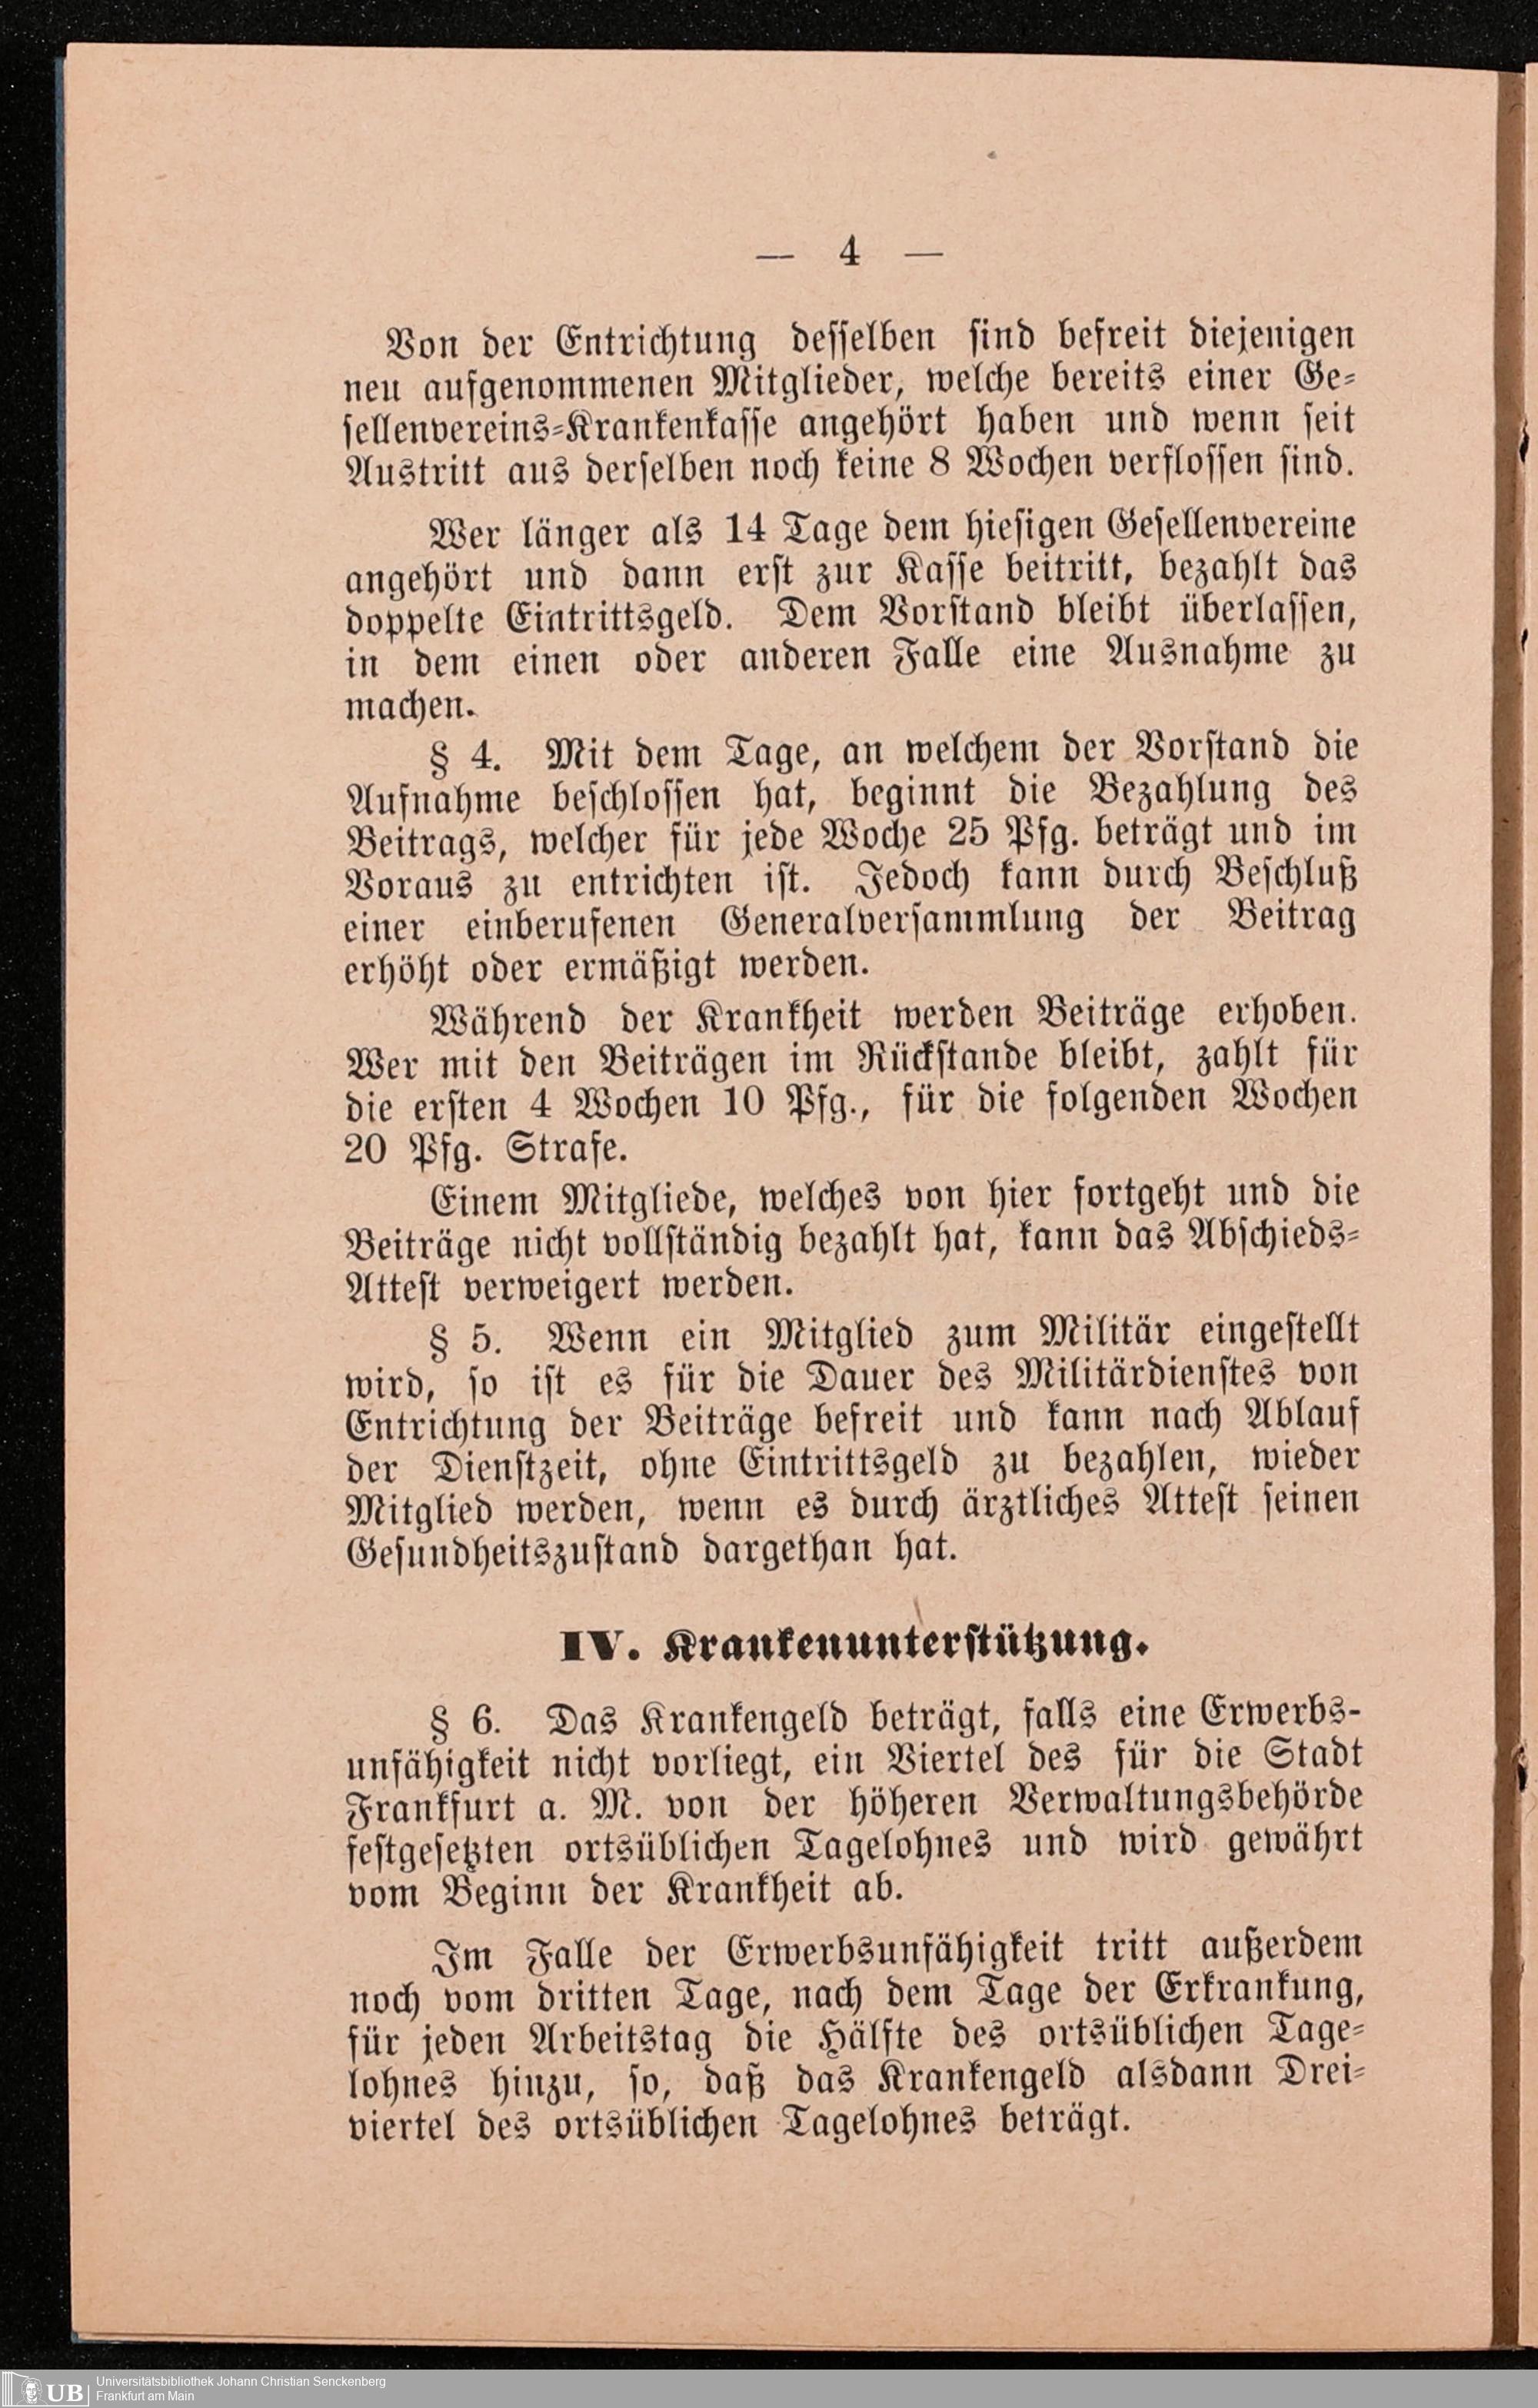 — 4 —
Von der Entrichtung desselben sind befreit diejenigen
neu aufgenommenen Mitglieder, welche bereits einer Ge-
sellenvereins-Krankenkasse angehört haben und wenn seit
Austritt aus derselben noch keine 8 Wochen verflossen sind.
Wer länger als 14 Tage dem hiesigen Gesellenvereine
angehört und dann erst zur Kasse beitritt, bezahlt das
doppelte Eintrittsgeld. Dem Vorstand bleibt überlassen,
in dem einen oder anderen Falle eine Ausnahme zu
machen.
§ 4. Mit dem Tage, an welchem der Vorstand die
Aufnahme beschlossen hat, beginnt die Bezahlung des
Beitrags, welcher für jede Woche 25 Pfg. beträgt und im
Voraus zu entrichten ist. Jedoch kann durch Beschluß
einer einberufenen Generalversammlung der Beitrag
erhöht oder ermäßigt werden.
Während der Krankheit werden Beiträge erhoben.
Wer mit den Beiträgen im Rückstande bleibt, zahlt für
die ersten 4 Wochen 10 Pfg., für die folgenden Wochen
20 Pfg. Strafe.
Einem Mitgliede, welches von hier fortgeht und die
Beiträge nicht vollständig bezahlt hat, kann das Abschieds-
Attest verweigert werden.
§ 5. Wenn ein Mitglied zum Militär eingestellt
wird, so ist es für die Dauer des Militärdienstes von
Entrichtung der Beiträge befreit und kann nach Ablauf
der Dienstzeit, ohne Eintrittsgeld zu bezahlen, wieder
Mitglied werden, wenn es durch ärztliches Attest seinen
Gesundheitszustand dargethan hat.
IV. Krankenunterstützung.
§ 6. Das Krankengeld beträgt, falls eine Erwerbs-
unfähigkeit nicht vorliegt, ein Viertel des für die Stadt
Frankfurt a. M. von der höheren Verwaltungsbehörde
festgesetzten ortsüblichen Tagelohnes und wird gewährt
vom Beginn der Krankheit ab.
Im Falle der Erwerbsunfähigkeit tritt außerdem
noch vom dritten Tage, nach dem Tage der Erkrankung,
für jeden Arbeitstag die Hälfte des ortsüblichen Tage-
lohnes hinzu, so, daß das Krankengeld alsdann Drei-
viertel des ortsüblichen Tagelohnes beträgt.
UB Universitätsbibliothek Johann Christian Senckenberg
Frankfurt am Main